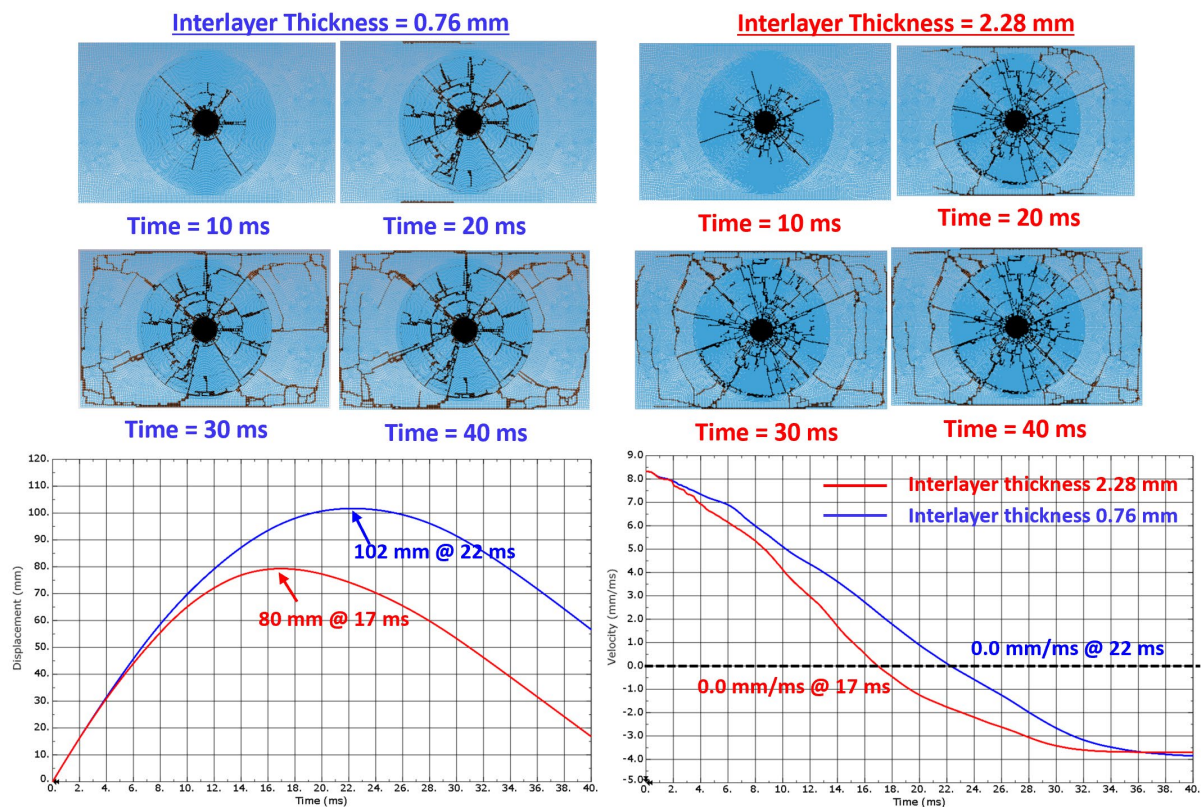 Interlayer Thickness = 0.76 mm
Interlayer Thickness = 2.28 mm
Time = 10 ms
Time = 20 ms
Time = 10 ms
Time = 20 ms
Time = 30 ms
Time = 40 ms
Time = 30 ms
Time = 40 ms
120.
110.
100.
90.
80.
70.
60.
50.
40.
30.
20.
10.
0.
Displacement (mm)
102 mm @ 22 ms
80 mm @ 17 ms
0. 2. 4. 6. 8. 10. 12. 14. 16. 18. 20. 22. 24. 26. 28. 30. 32. 34. 36. 38. 40.
Time (ms)
9.0
8.0
7.0
6.0
5.0
4.0
3.0
2.0
1.0
0.0
-1.0
-2.0
-3.0
-4.0
-5.0
Velocity (mm/ms)
Interlayer thickness 2.28 mm
Interlayer thickness 0.76 mm
0.0 mm/ms @ 22 ms
0.0 mm/ms @ 17 ms
0. 2. 4. 6. 8. 10. 12. 14. 16. 18. 20. 22. 24. 26. 28. 30. 32. 34. 36. 38. 40.
Time (ms)